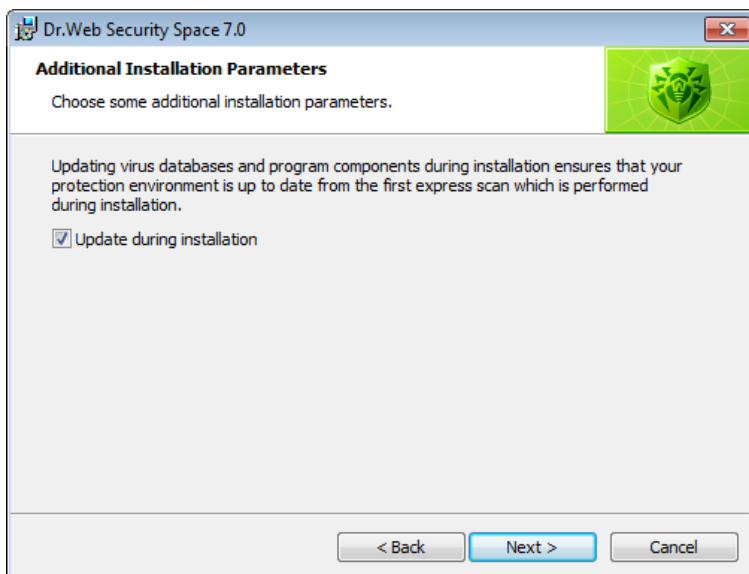 Dr.Web Security Space 7.0
Additional Installation Parameters
Choose some additional installation parameters.
Updating virus databases and program components during installation ensures that your
protection environment is up to date from the first express scan which is performed
during installation.
Update during installation
< Back
Next >
Cancel